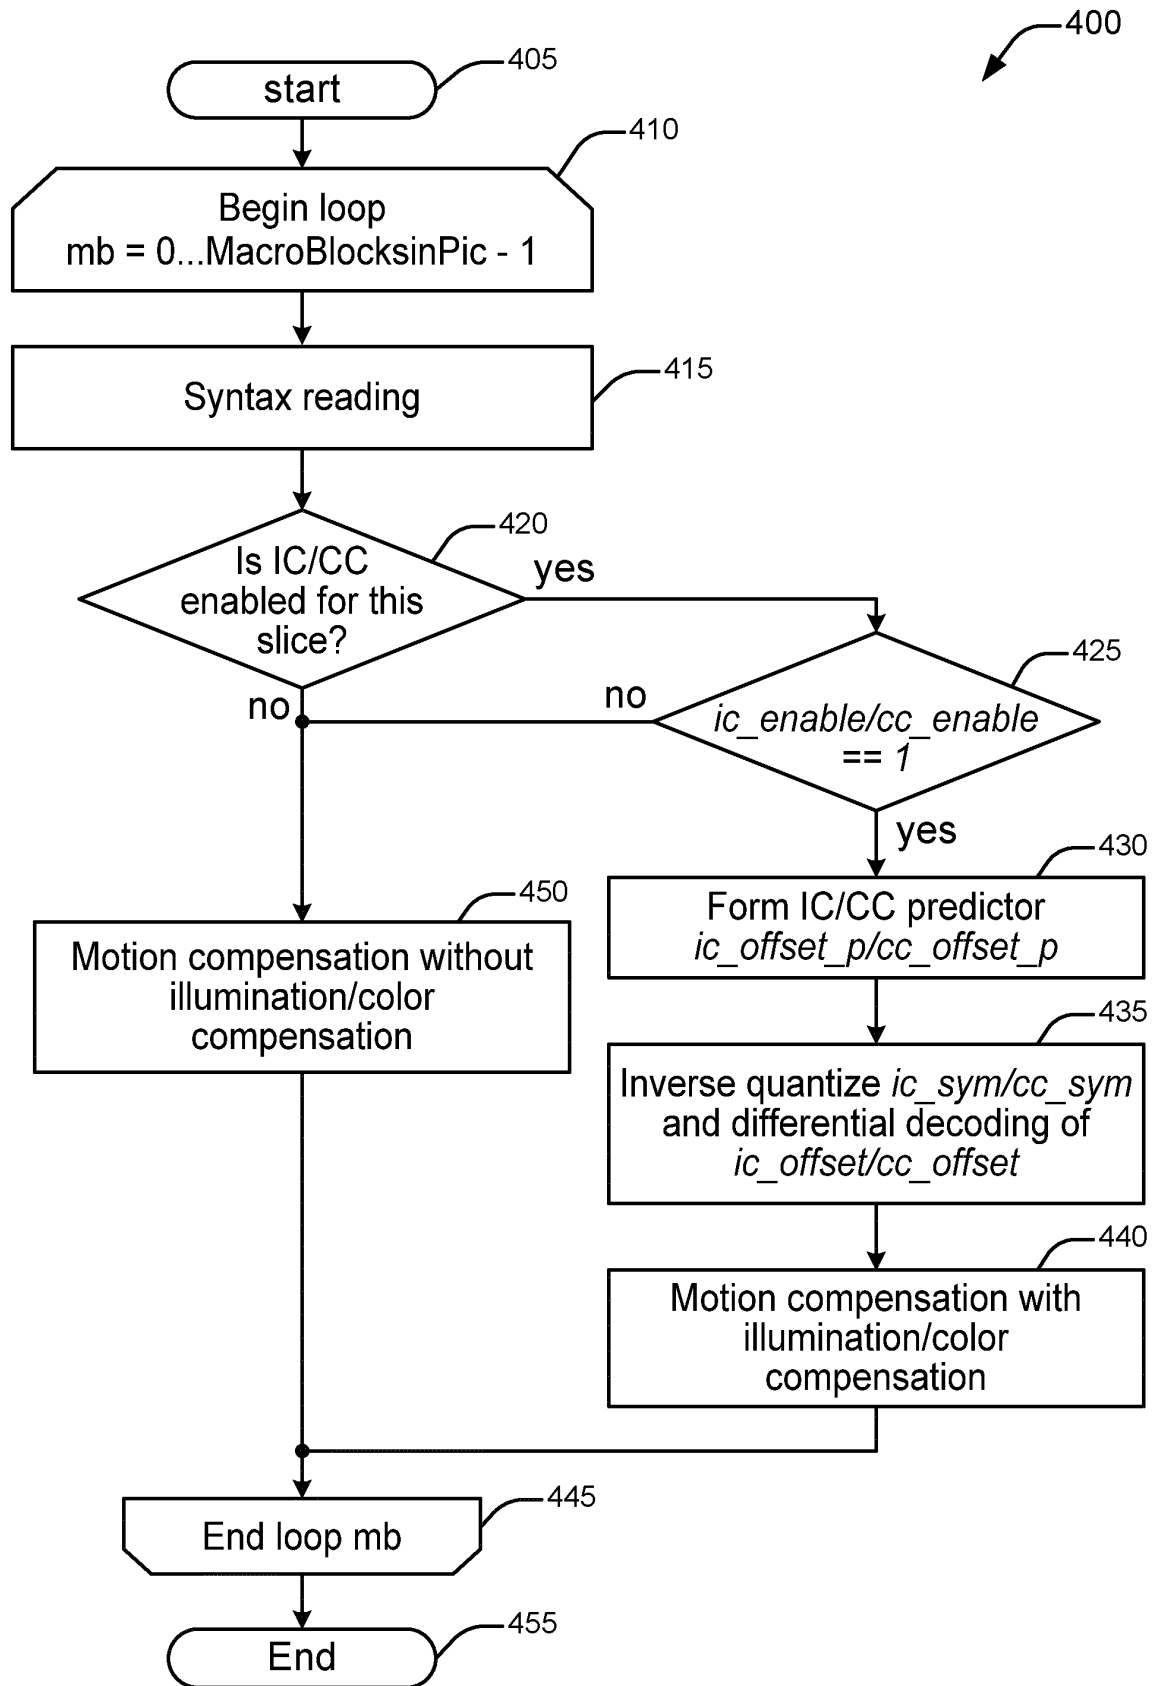 400
start
405
410
Begin loop
mb = 0...MacroBlocksinPic - 1
Syntax reading
415
420
Is IC/CC
enabled for this
slice?
yes
no
425
ic_enable/cc_enable
== 1
no
yes
430
Form IC/CC predictor
ic_offset_p/cc_offset_p
450
Motion compensation without
illumination/color
compensation
435
Inverse quantize ic_sym/cc_sym
and differential decoding of
ic_offset/cc_offset
440
Motion compensation with
illumination/color
compensation
445
End loop mb
455
End